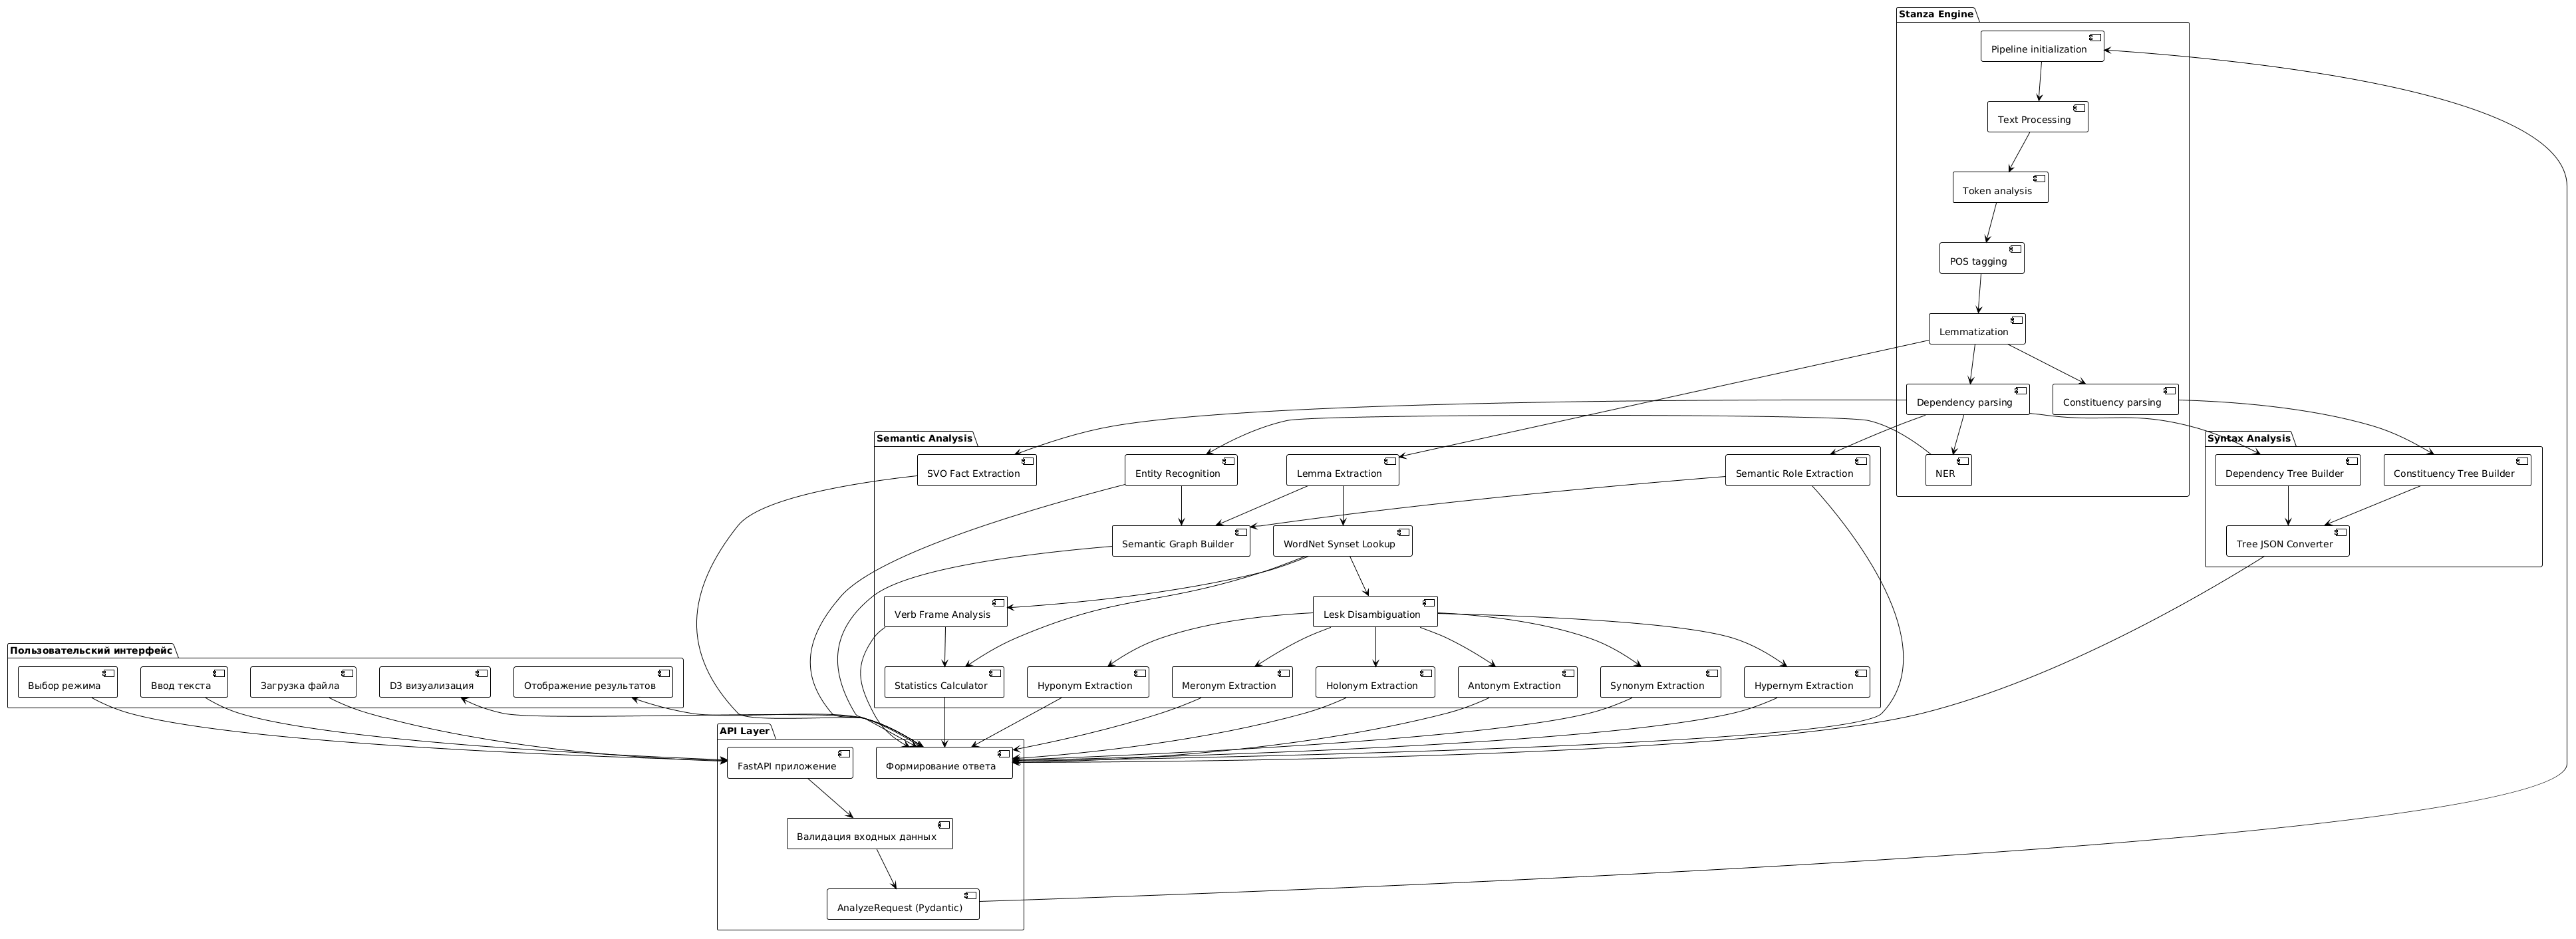 Stanza Engine
Pipeline initialization
Text Processing
Token analysis
POS tagging
Lemmatization
Dependency parsing
Constituency parsing
NER
Semantic Analysis
SVO Fact Extraction
Entity Recognition
Lemma Extraction
Semantic Role Extraction
Semantic Graph Builder
WordNet Synset Lookup
Verb Frame Analysis
Lesk Disambiguation
Statistics Calculator
Hyponym Extraction
Meronym Extraction
Holonym Extraction
Antonym Extraction
Synonym Extraction
Hypernym Extraction
Syntax Analysis
Dependency Tree Builder
Constituency Tree Builder
Tree JSON Converter
Пользовательский интерфейс
Выбор режима
Ввод текста
Загрузка файла
D3 визуализация
Отображение результатов
API Layer
FastAPI приложение
Формирование ответа
Валидация входных данных
AnalyzeRequest (Pydantic)